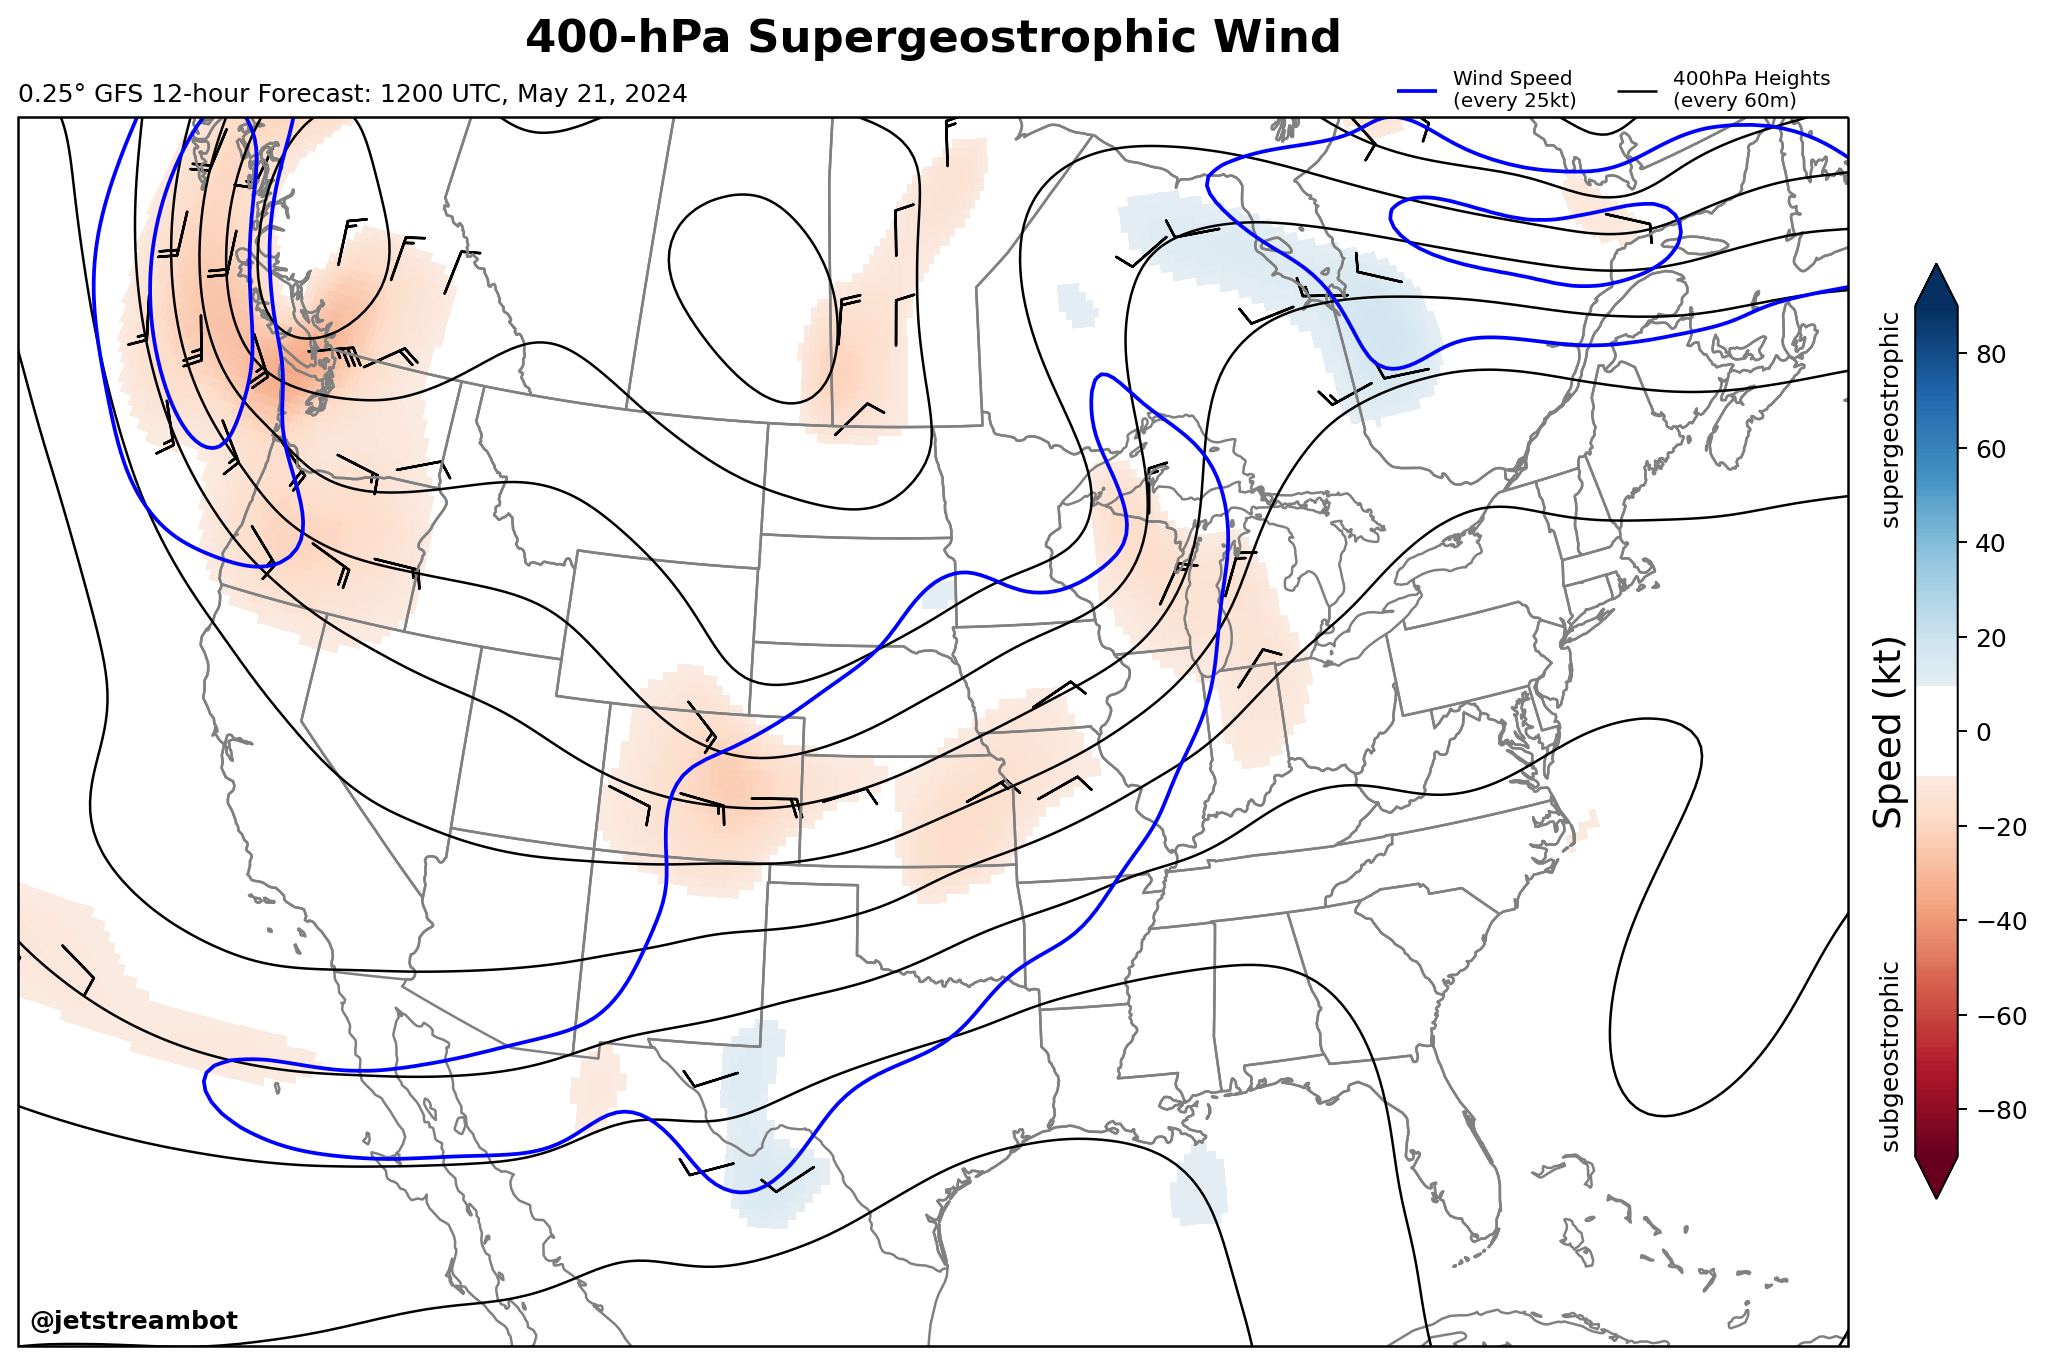 400-hPa Supergeostrophic Wind
0.25° GFS 12-hour Forecast: 1200 UTC, May 21, 2024
Wind Speed
(every 25kt)
400hPa Heights
(every 60m)
supergeostrophic
subgeostrophic
Speed (kt)
80
60
40
20
0
−20
−40
−60
−80
@jetstreambot